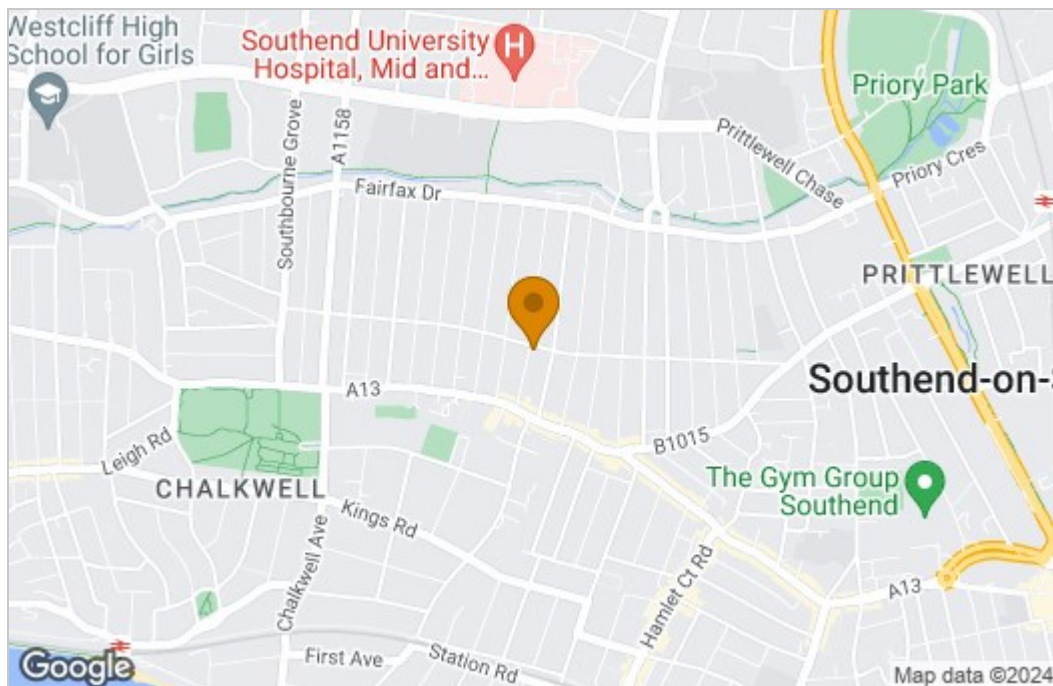 Westcliff High
School for Girls
Southend University
Hospital, Mid and...
H
Priory Park
Southbourne Grove
A1158
Prittlewell Chase
Priory Cres
Fairfax Dr
PRITTLEWELL
A13
Southend-on-S
Leigh Rd
B1015
CHALKWELL
The Gym Group
Southend
Kings Rd
Chalkwell Ave
Hamlet Ct Rd
A13
First Ave
Station Rd
Google
Map data ©2024